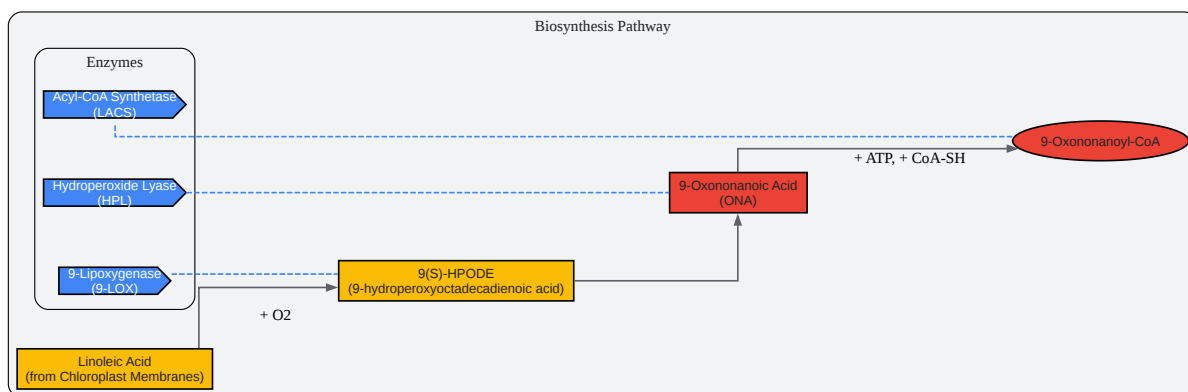 Biosynthesis Pathway
Enzymes
Acyl-CoA Synthetase
(LACS)
9-Oxononanoyl-CoA
+ ATP, + CoA-SH
Hydroperoxide Lyase
(HPL)
9-Oxononanoic Acid
(ONA)
9-Lipoxygenase
(9-LOX)
9(S)-HPODE
(9-hydroperoxyoctadecadienoic acid)
+ O2
Linoleic Acid
(from Chloroplast Membranes)